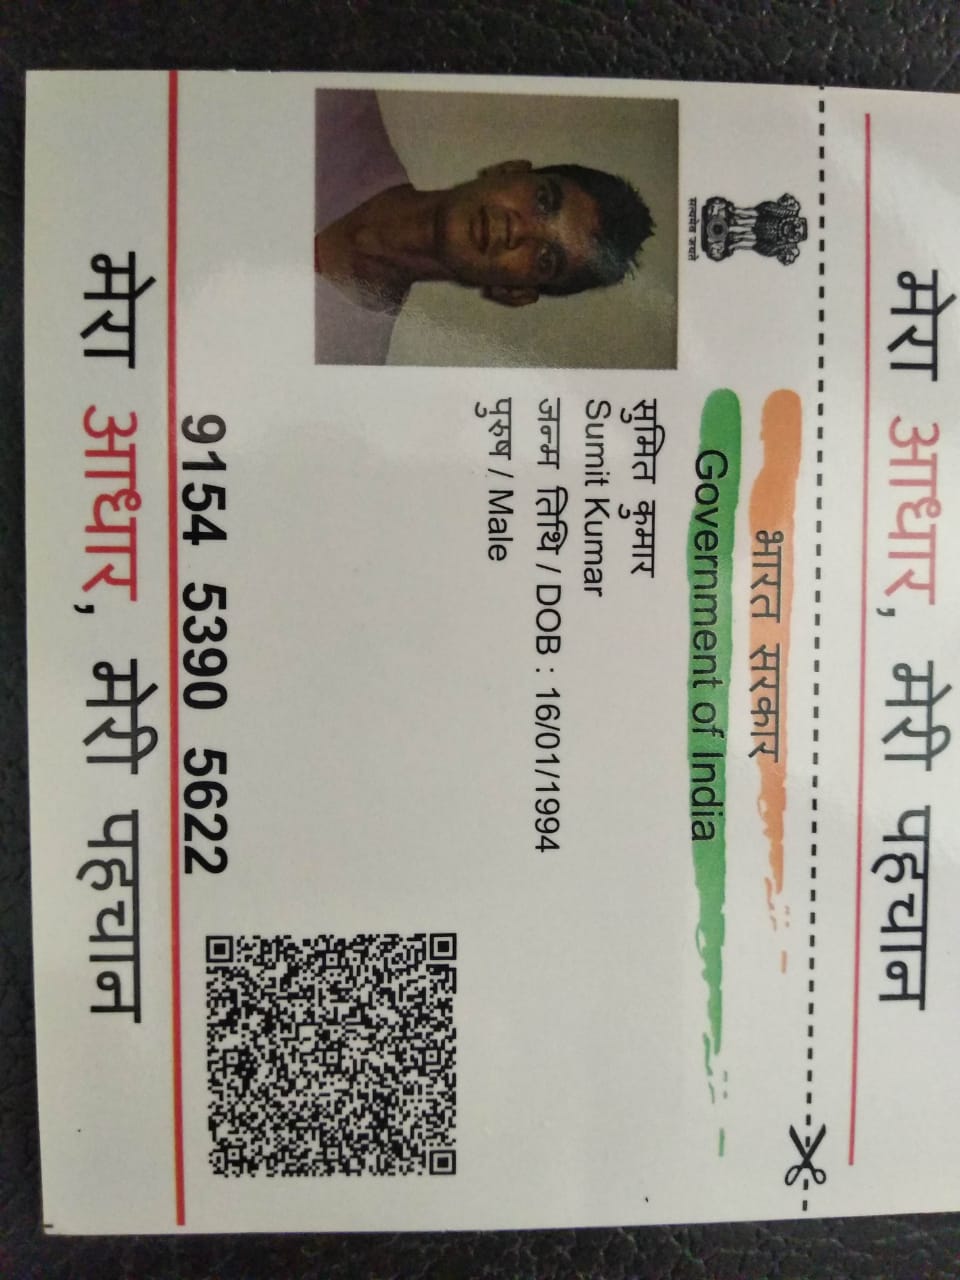 मेरा आधार, मेरी पहचान
भारत सरकार
Government of India
सत्यमेव जयते
सुमित कुमार
Sumit Kumar
जन्म तिथि / DOB : 16/01/1994
पुरुष / Male
9154 5390 5622
मेरा आधार, मेरी पहचान